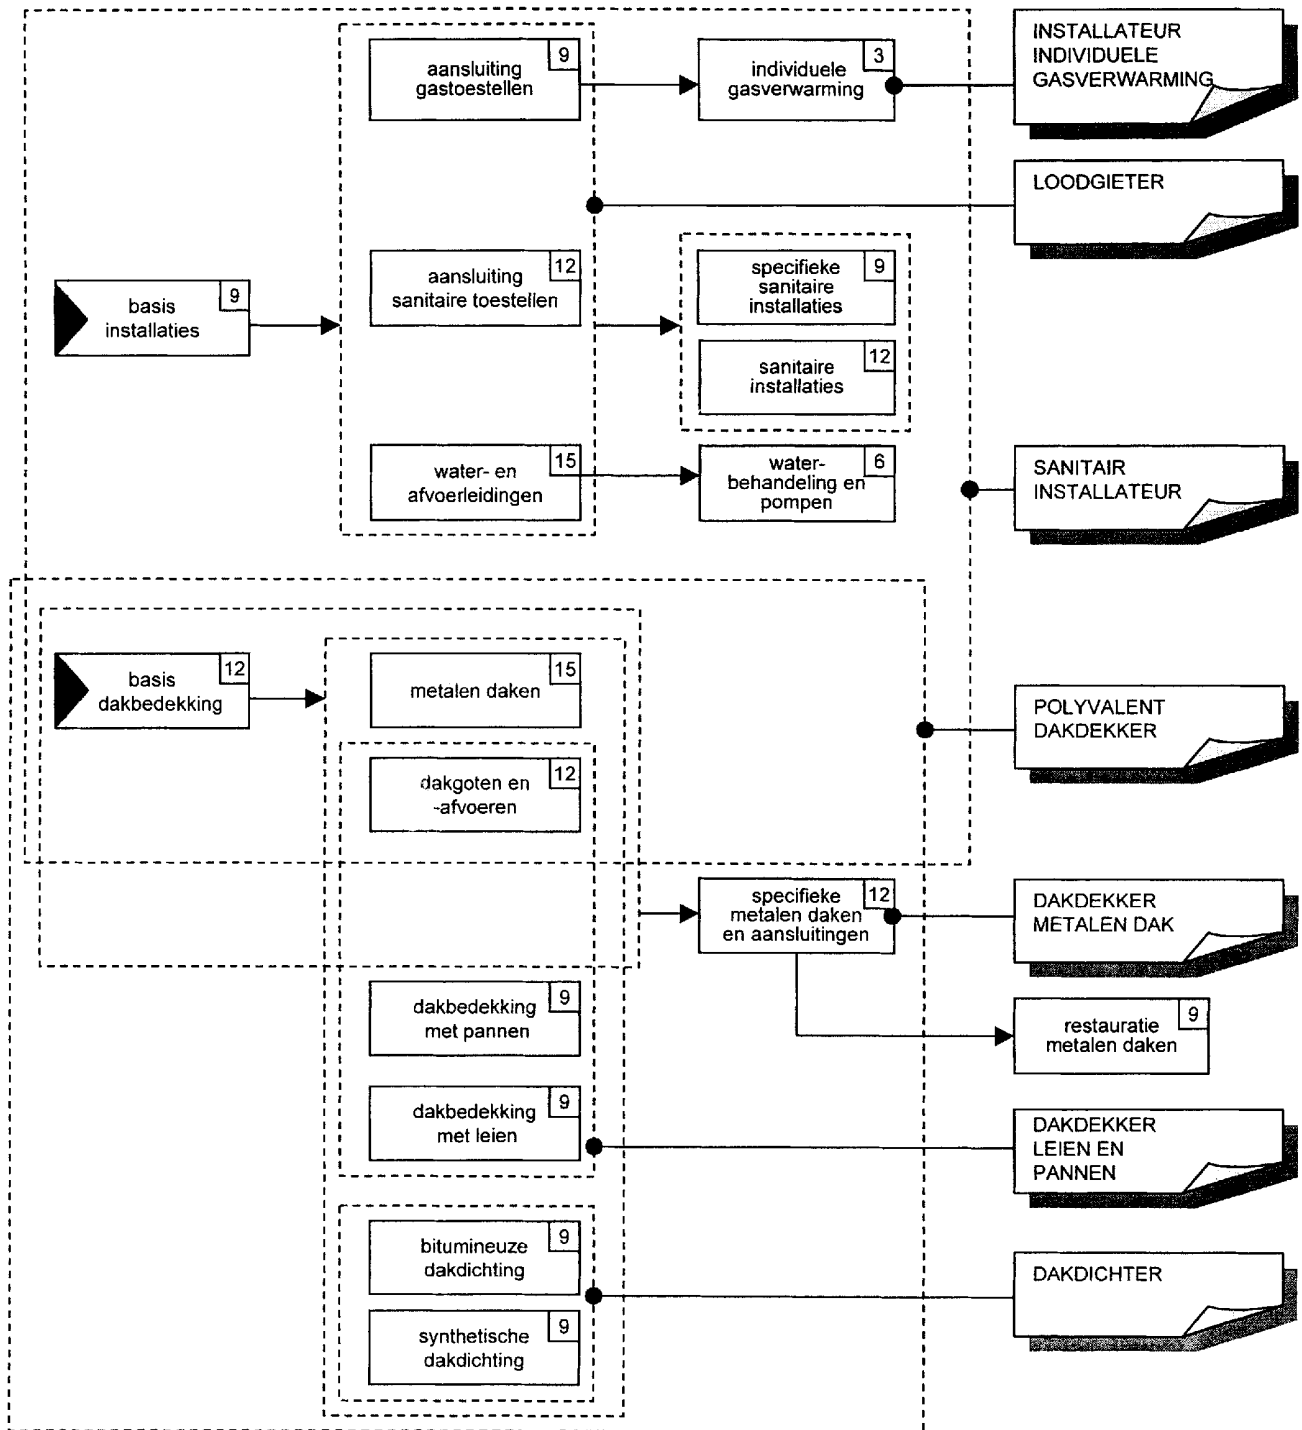 9
aansluiting
gastoestellen
3
individuele
gasverwarming
INSTALLATEUR
INDIVIDUELE
GASVERWARMING
LOODGIETER
9
basis
installaties
12
aansluiting
sanitaire toestellen
9
specifieke
sanitaire
installaties
12
sanitaire
installaties
15
water- en
afvoerleidingen
6
water-
behandeling en
pompen
SANITAIR
INSTALLATEUR
12
basis
dakbedekking
15
metalen daken
12
dakgoten en
-afvoeren
POLYVALENT
DAKDEKKER
12
specifieke
metalen daken
en aansluitingen
DAKDEKKER
METALEN DAK
9
dakbedekking
met pannen
9
restauratie
metalen daken
9
dakbedekking
met leien
DAKDEKKER
LEIEN EN
PANNEN
9
bitumineuze
dakdichting
9
synthetische
dakdichting
DAKDICHTER